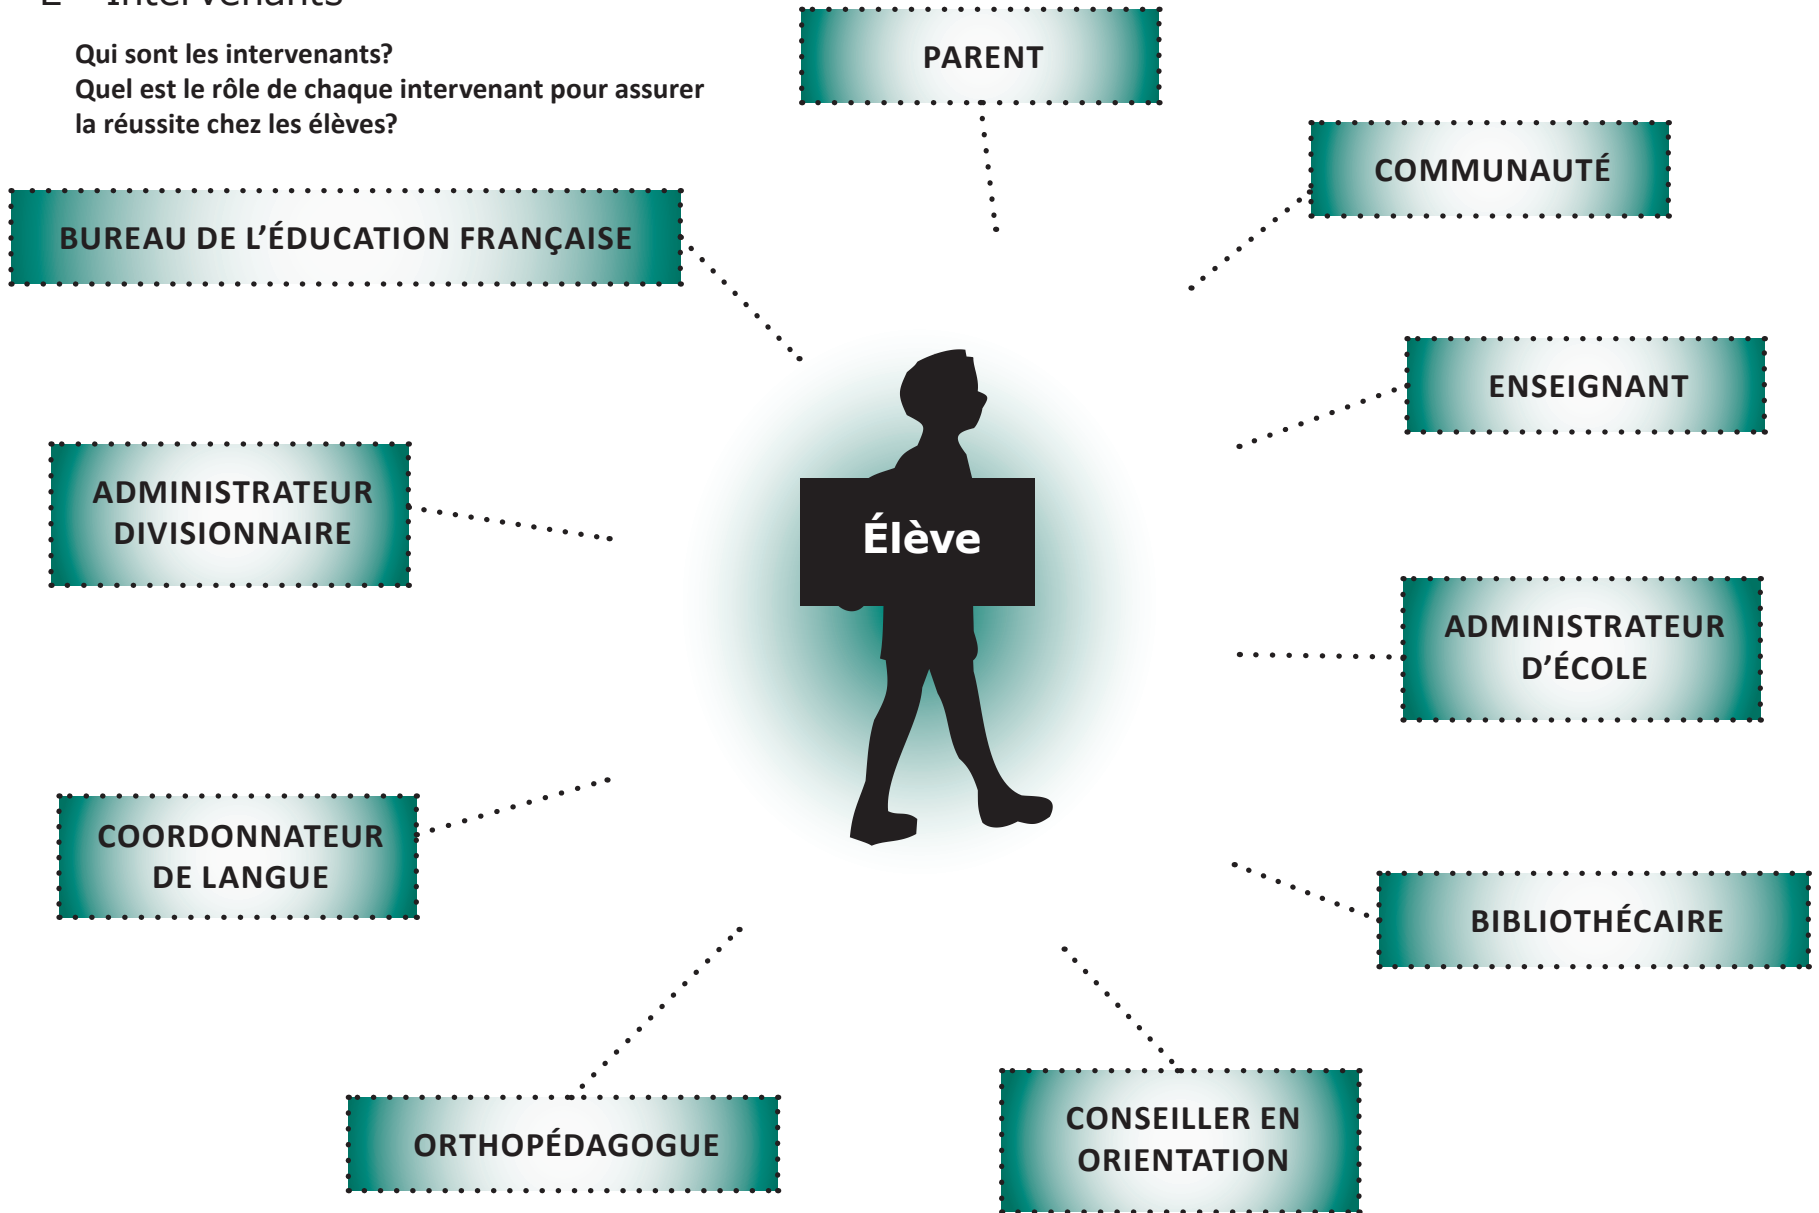 Intervenants
Qui sont les intervenants?
Quel est le rôle de chaque intervenant pour assurer
la réussite chez les élèves?
PARENT
COMMUNAUTÉ
BUREAU DE L’ÉDUCATION FRANÇAISE
ENSEIGNANT
ADMINISTRATEUR
DIVISIONNAIRE
Élève
ADMINISTRATEUR
D’ÉCOLE
COORDONNATEUR
DE LANGUE
BIBLIOTHÉCAIRE
ORTHOPÉDAGOGUE
CONSEILLER EN
ORIENTATION